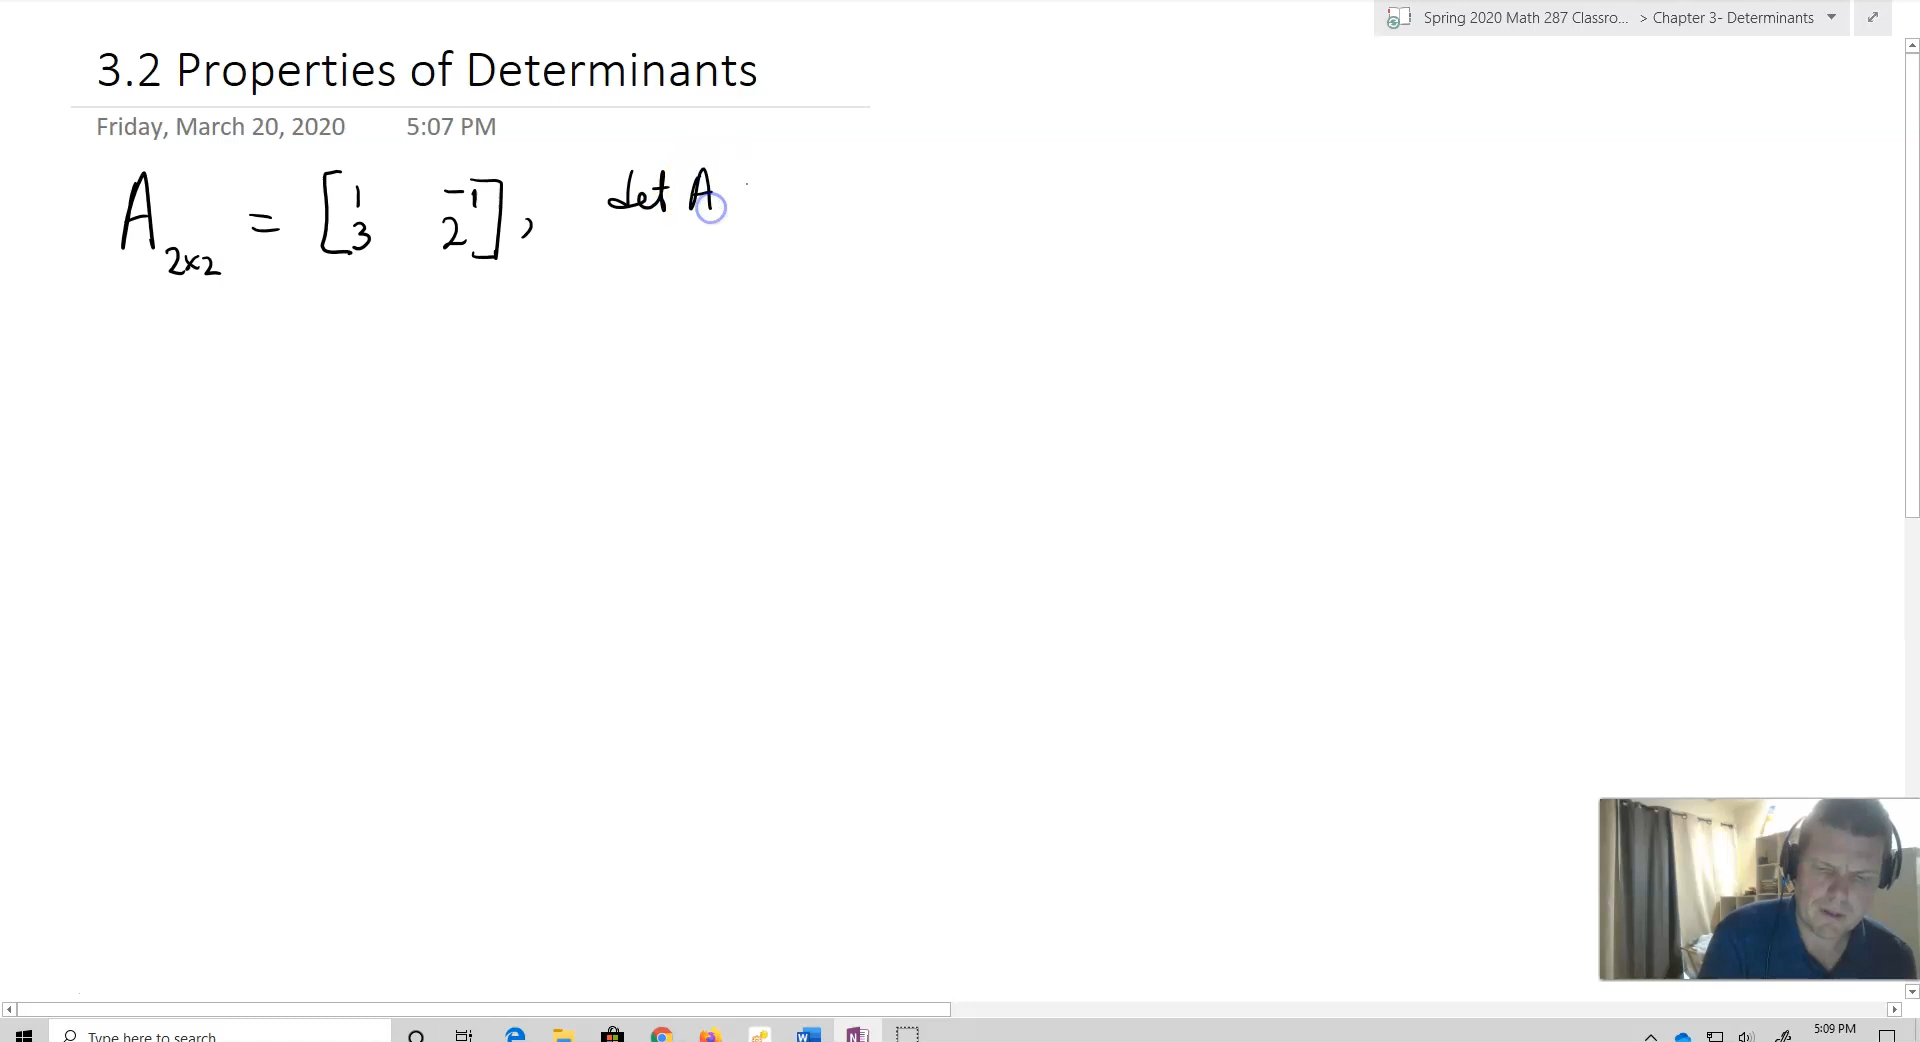 Spring 2020 Math 287 Classro... > Chapter 3- Determinants
3.2 Properties of Determinants
Friday, March 20, 2020 5:07 PM
A2x2 = [1 -1
3 2], det A
Type here to search
5:09 PM